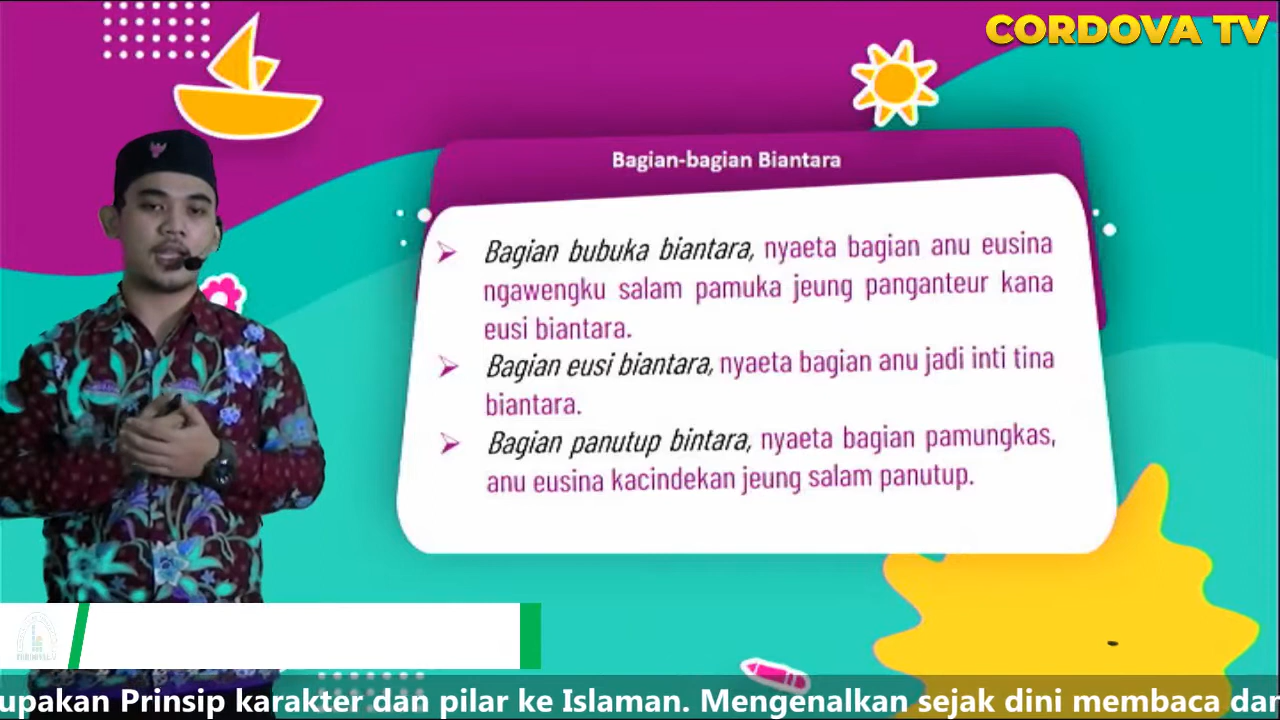 CORDOVA TV
Bagian-bagian Biantara
Bagian bubuka biantara, nyaeta bagian anu eusina
ngawengku salam pamuka jeung panganteur kana
eusi biantara.
Bagian eusi biantara, nyaeta bagian anu jadi inti tina
biantara.
Bagian panutup bintara, nyaeta bagian pamungkas,
anu eusina kacindekan jeung salam panutup.
upakan Prinsip karakter dan pilar ke Islaman. Mengenalkan sejak dini membaca dan